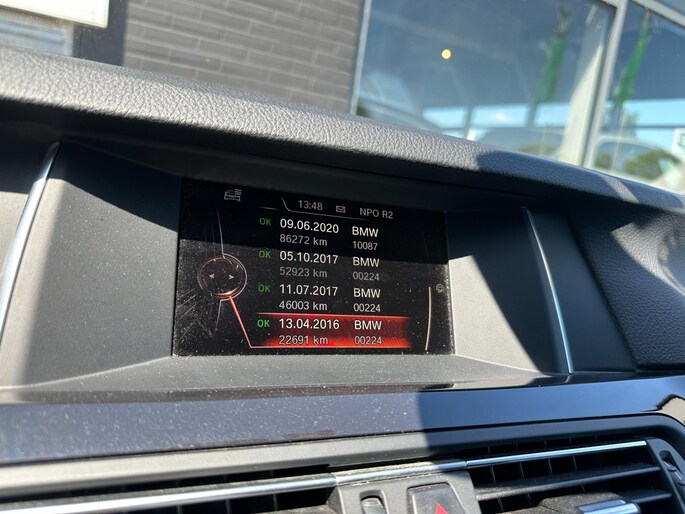 13:48 NPO R2
OK 09.06.2020 BMW
86272 km 10087
OK 05.10.2017 BMW
52923 km 00224
OK 11.07.2017 BMW
46003 km 00224
OK 13.04.2016 BMW
22691 km 00224